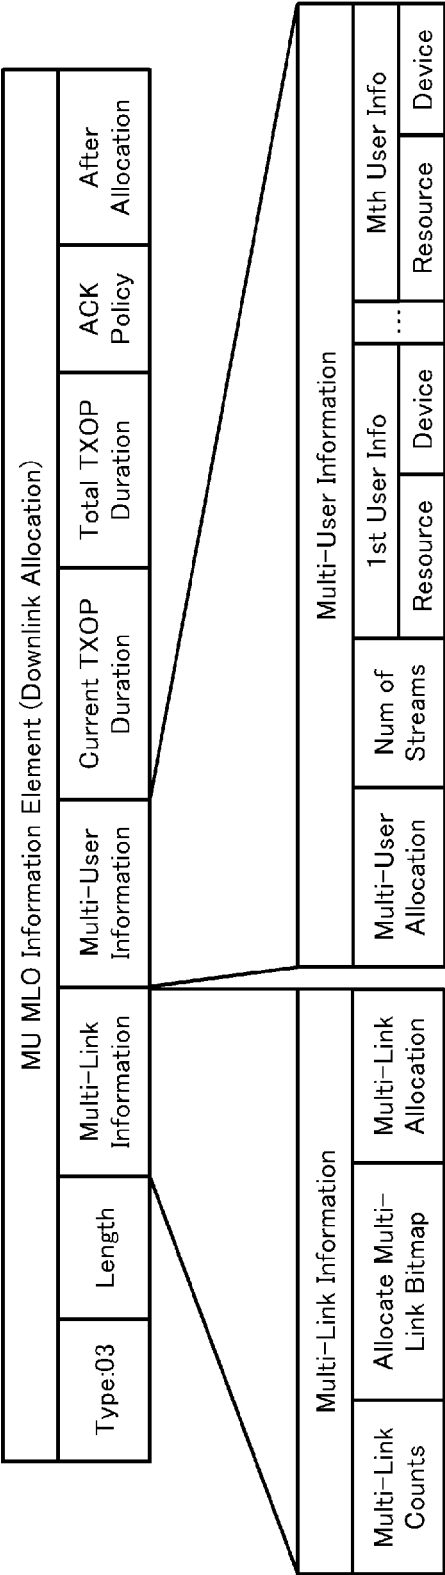 MU MLO Information Element (Downlink Allocation)
Type:03
Length
Multi-Link
Information
Multi-User
Information
Current TXOP
Duration
Total TXOP
Duration
ACK
Policy
After
Allocation
Multi-Link Information
Multi-Link
Counts
Allocate Multi-
Link Bitmap
Multi-Link
Allocation
Multi-User Information
Multi-User
Allocation
Num of
Streams
1st User Info
Resource
Device
...
Mth User Info
Resource
Device